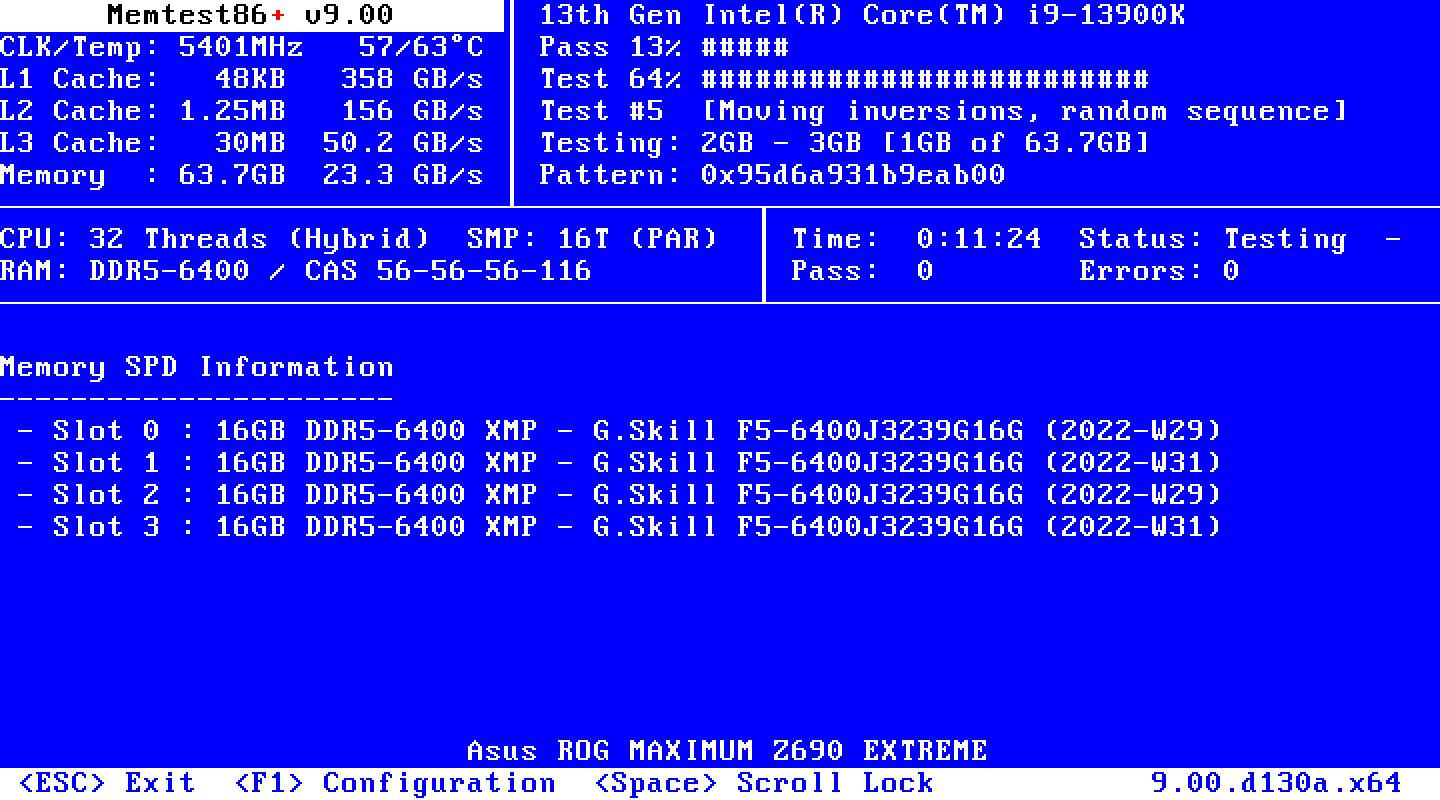 Memtest86+ v9.00
CLK/Temp: 5401MHz 57/63°C
L1 Cache: 48KB 358 GB/s
L2 Cache: 1.25MB 156 GB/s
L3 Cache: 30MB 50.2 GB/s
Memory : 63.7GB 23.3 GB/s
13th Gen Intel(R) Core(TM) i9-13900K
Pass 13% #####
Test 64% #########################
Test #5 [Moving inversions, random sequence]
Testing: 2GB - 3GB [1GB of 63.7GB]
Pattern: 0x95d6a931b9eab00
CPU: 32 Threads (Hybrid) SMP: 16T (PAR)
RAM: DDR5-6400 / CAS 56-56-56-116
Time: 0:11:24 Status: Testing -
Pass: 0 Errors: 0
Memory SPD Information
----------------------
- Slot 0 : 16GB DDR5-6400 XMP - G.Skill F5-6400J3239G16G (2022-W29)
- Slot 1 : 16GB DDR5-6400 XMP - G.Skill F5-6400J3239G16G (2022-W31)
- Slot 2 : 16GB DDR5-6400 XMP - G.Skill F5-6400J3239G16G (2022-W29)
- Slot 3 : 16GB DDR5-6400 XMP - G.Skill F5-6400J3239G16G (2022-W31)
Asus ROG MAXIMUM Z690 EXTREME
<ESC> Exit <F1> Configuration <Space> Scroll Lock 9.00.d130a.x64